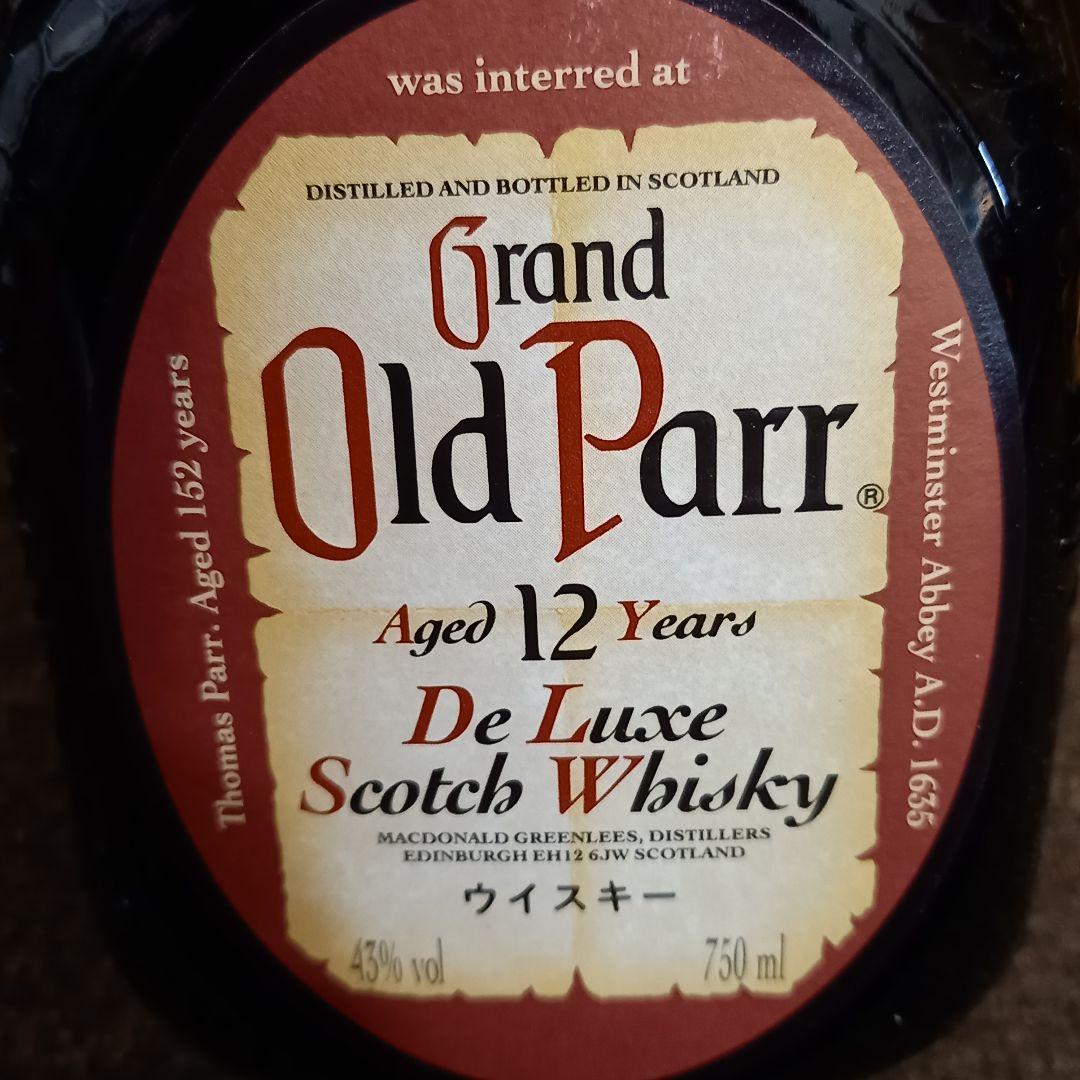 Thomas Parr. Aged 152 years
was interred at
Westminster Abbey A.D. 1635
DISTILLED AND BOTTLED IN SCOTLAND
Grand
Old Parr®
Aged 12 Years
De Luxe
Scotch Whisky
MACDONALD GREENLEES, DISTILLERS
EDINBURGH EH12 6JW SCOTLAND
ウイスキー
43% vol 750 ml